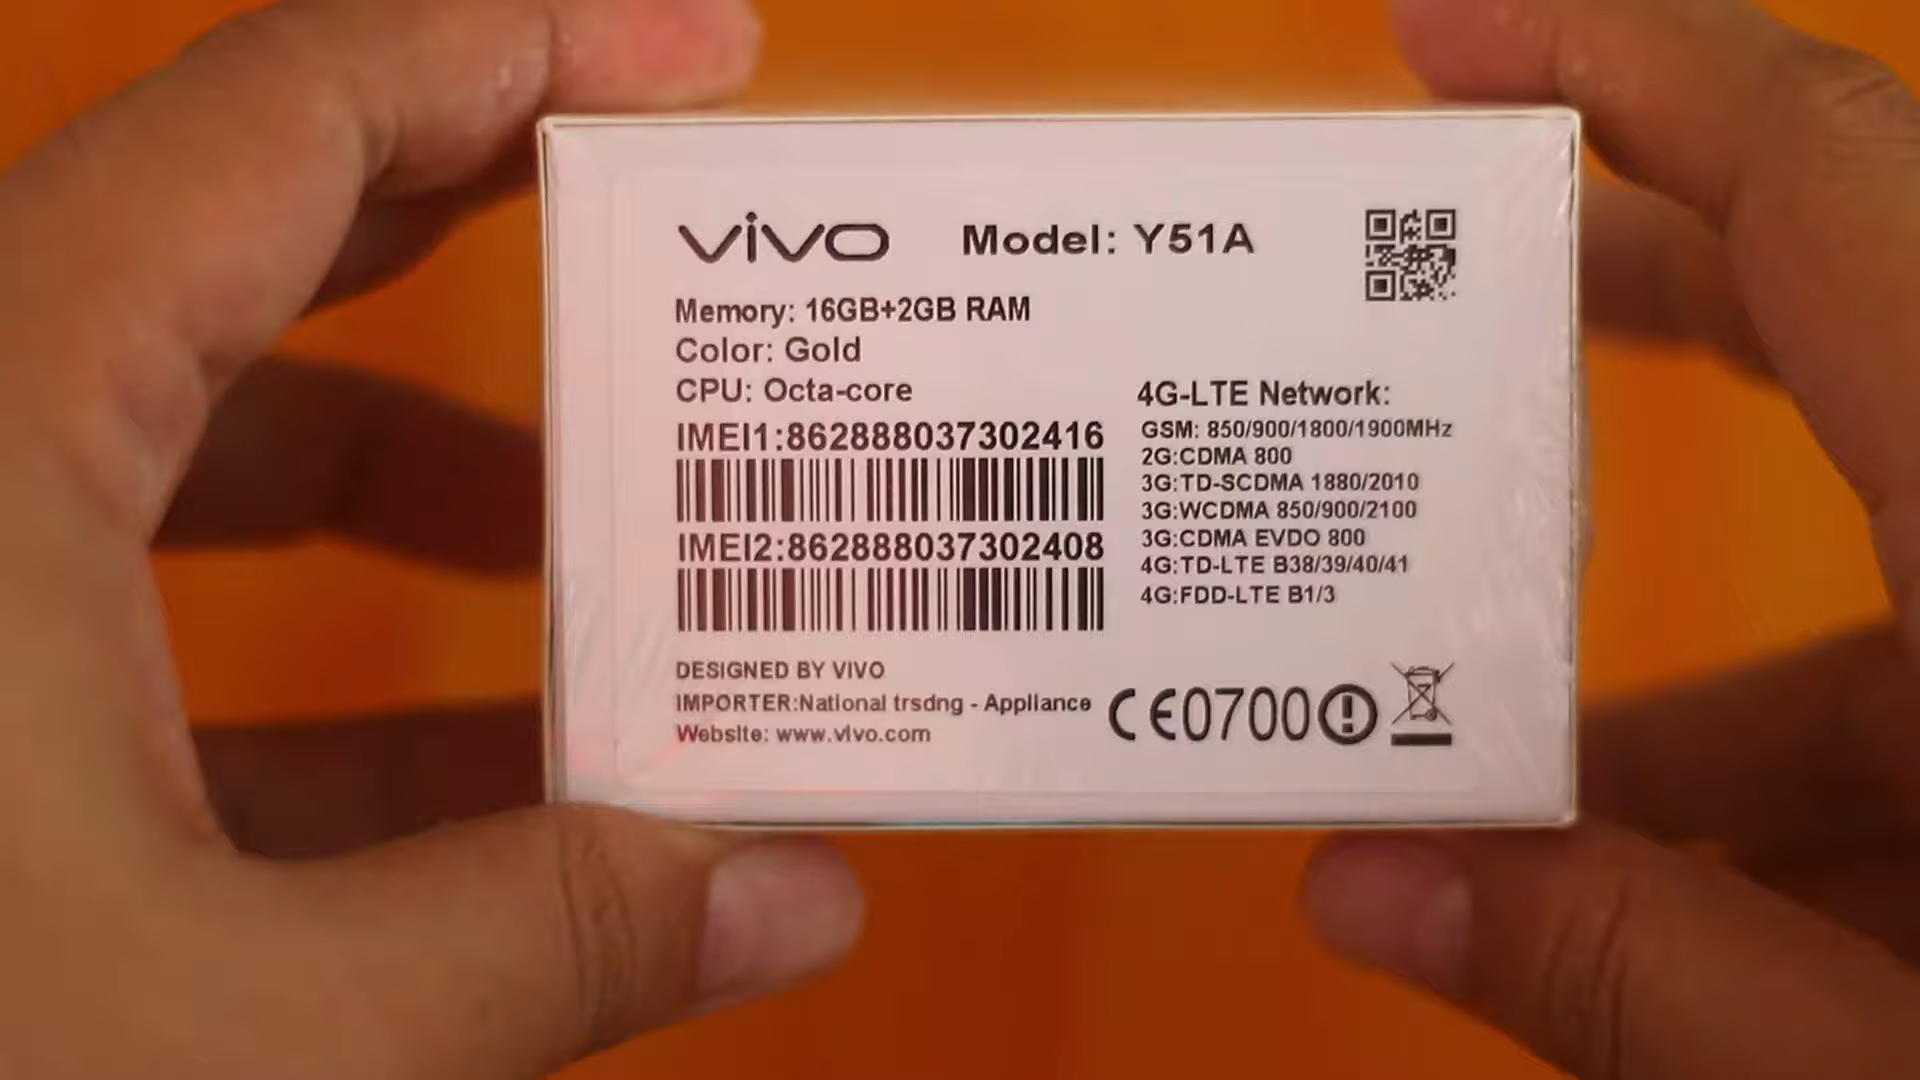 vivo Model: Y51A
Memory: 16GB+2GB RAM
Color: Gold
CPU: Octa-core
IMEI1:862888037302416
IMEI2:862888037302408
4G-LTE Network:
GSM: 850/900/1800/1900MHz
2G:CDMA 800
3G:TD-SCDMA 1880/2010
3G:WCDMA 850/900/2100
3G:CDMA EVDO 800
4G:TD-LTE B38/39/40/41
4G:FDD-LTE B1/3
DESIGNED BY VIVO
IMPORTER:National trsdng - Appliance
Website: www.vivo.com
CE0700